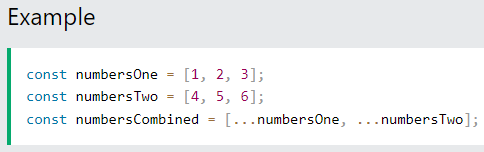 Example
const numbersOne = [1, 2, 3];
const numbersTwo = [4, 5, 6];
const numbersCombined = [...numbersOne, ...numbersTwo];